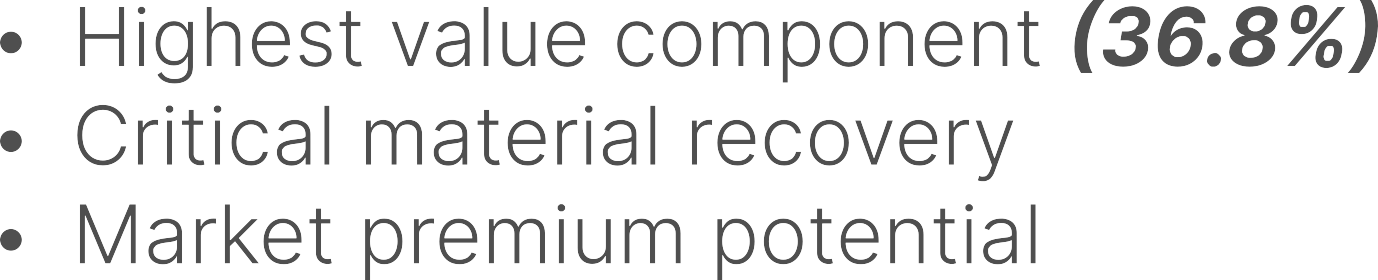 • Highest value component (36.8%)
• Critical material recovery
• Market premium potential